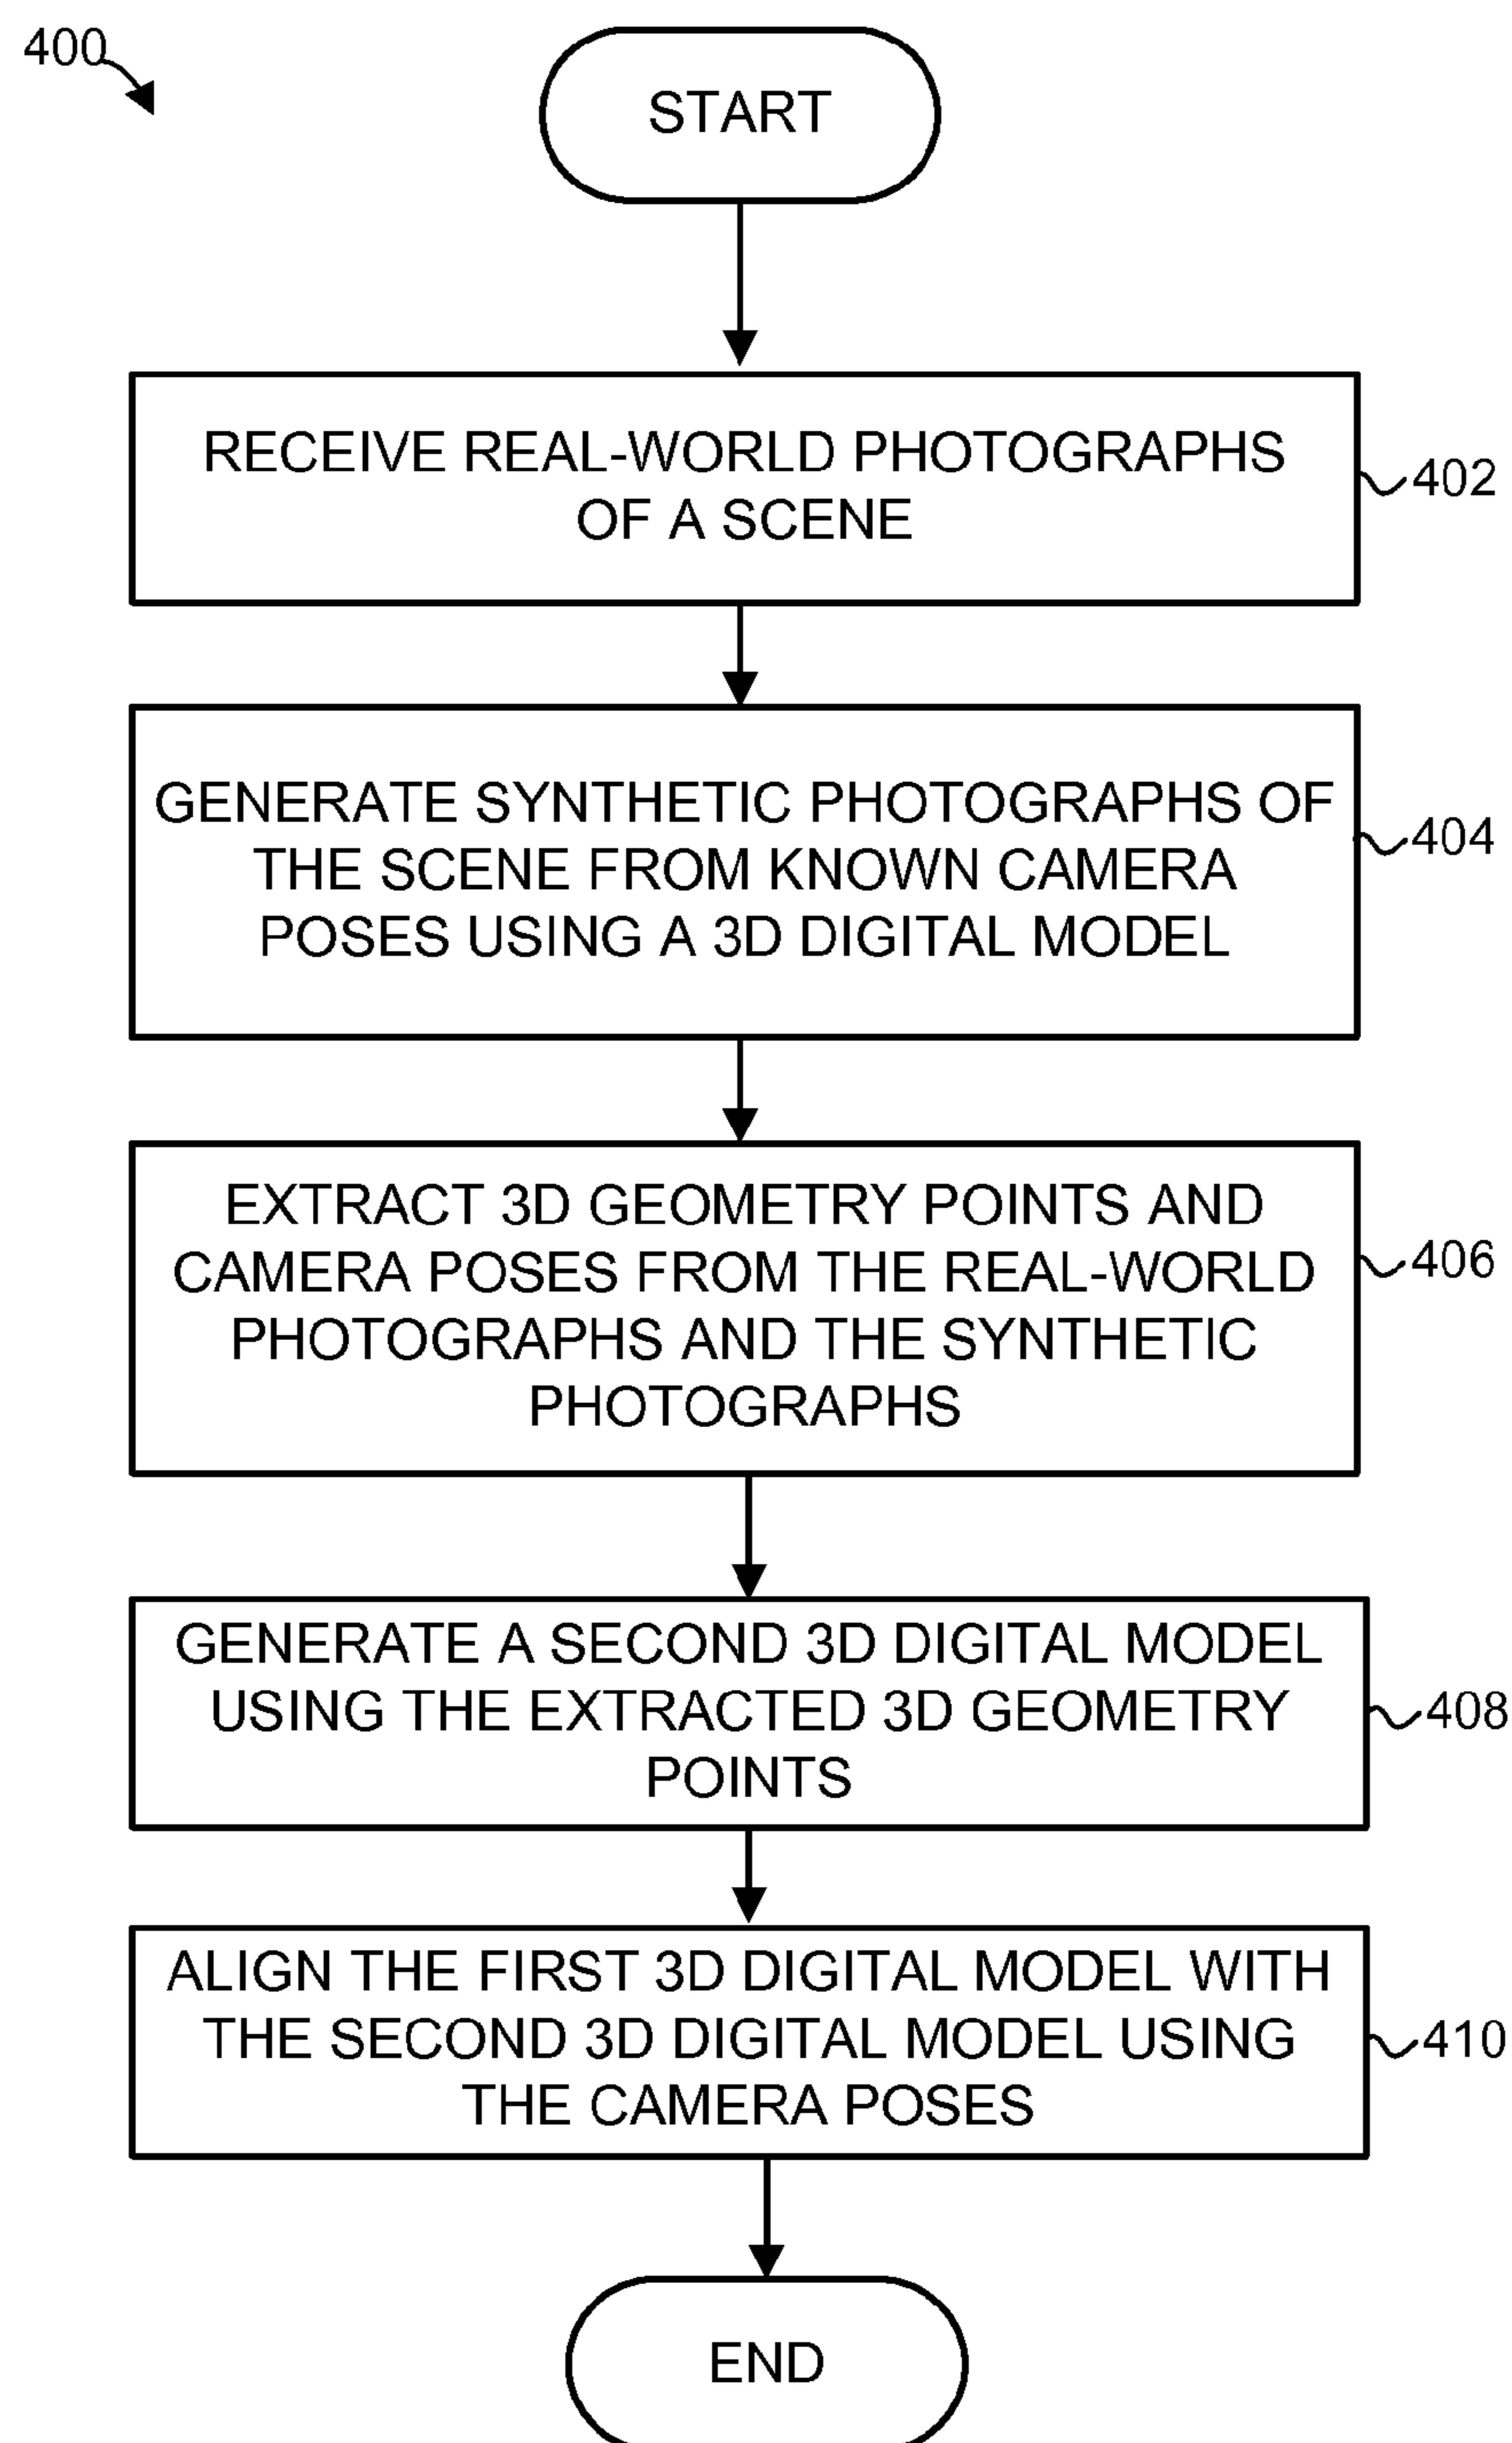 400
START
RECEIVE REAL-WORLD PHOTOGRAPHS
OF A SCENE
402
GENERATE SYNTHETIC PHOTOGRAPHS OF
THE SCENE FROM KNOWN CAMERA
POSES USING A 3D DIGITAL MODEL
404
EXTRACT 3D GEOMETRY POINTS AND
CAMERA POSES FROM THE REAL-WORLD
PHOTOGRAPHS AND THE SYNTHETIC
PHOTOGRAPHS
406
GENERATE A SECOND 3D DIGITAL MODEL
USING THE EXTRACTED 3D GEOMETRY
POINTS
408
ALIGN THE FIRST 3D DIGITAL MODEL WITH
THE SECOND 3D DIGITAL MODEL USING
THE CAMERA POSES
410
END